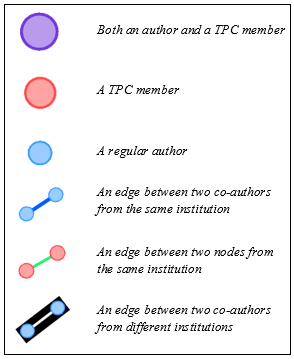 Both an author and a TPC member
A TPC member
A regular author
An edge between two co-authors
from the same institution
An edge between two nodes from
the same institution
An edge between two co-authors
from different institutions